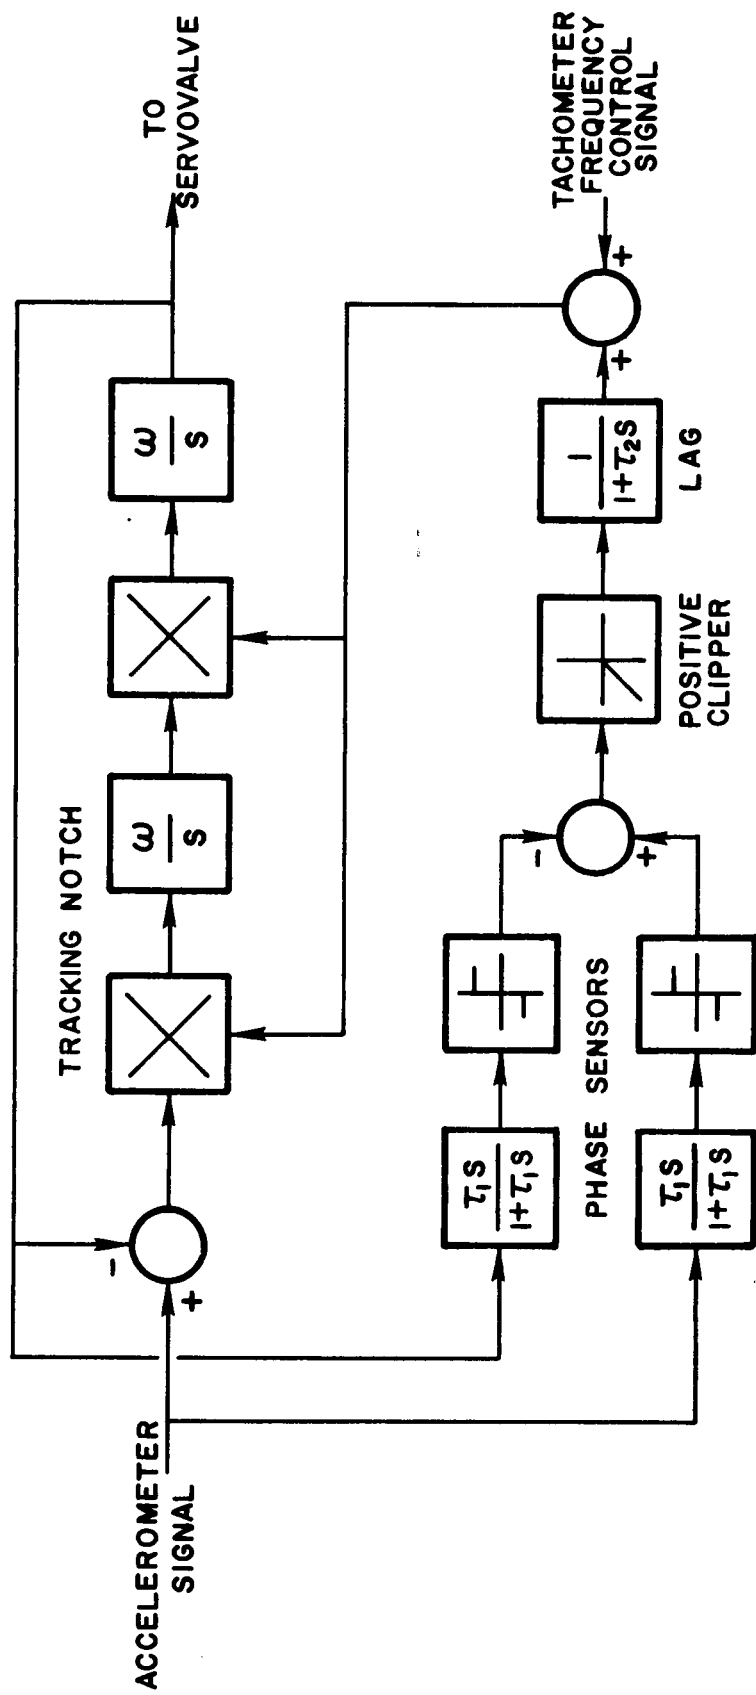 TRACKING NOTCH
ACCELEROMETER
SIGNAL
+
-
ω
s
ω
s
TO
SERVOVALVE
τ₁s
1+τ₁s
τ₁s
1+τ₁s
PHASE SENSORS
-
+
POSITIVE
CLIPPER
1
1+τ₂s
LAG
+
+
TACHOMETER
FREQUENCY
CONTROL
SIGNAL